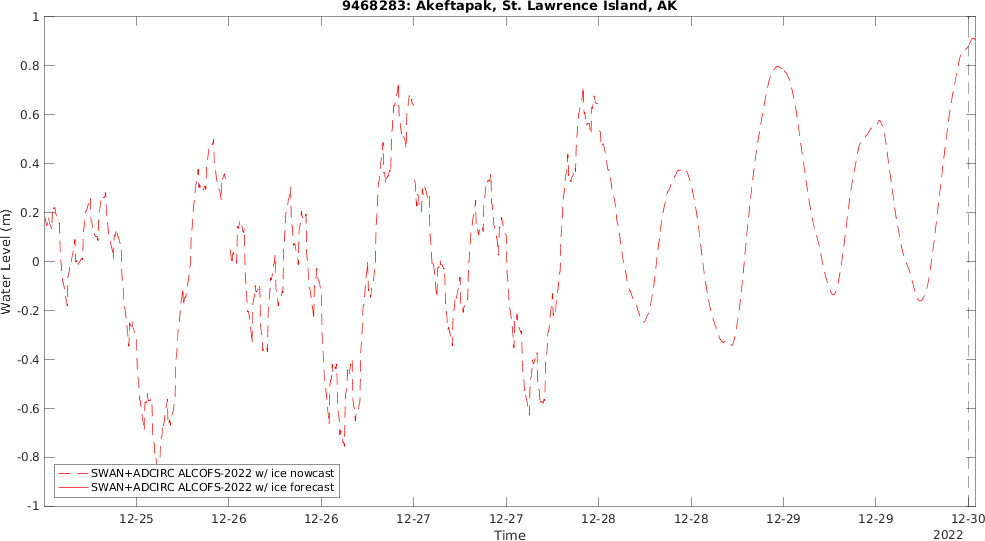 9468283: Akeftapak, St. Lawrence Island, AK
Water Level (m)
1
0.8
0.6
0.4
0.2
0
-0.2
-0.4
-0.6
-0.8
-1
SWAN+ADCIRC ALCOFS-2022 w/ ice nowcast
SWAN+ADCIRC ALCOFS-2022 w/ ice forecast
12-25 12-26 12-26 12-27 12-27 12-28 12-28 12-29 12-29 12-30
Time
2022